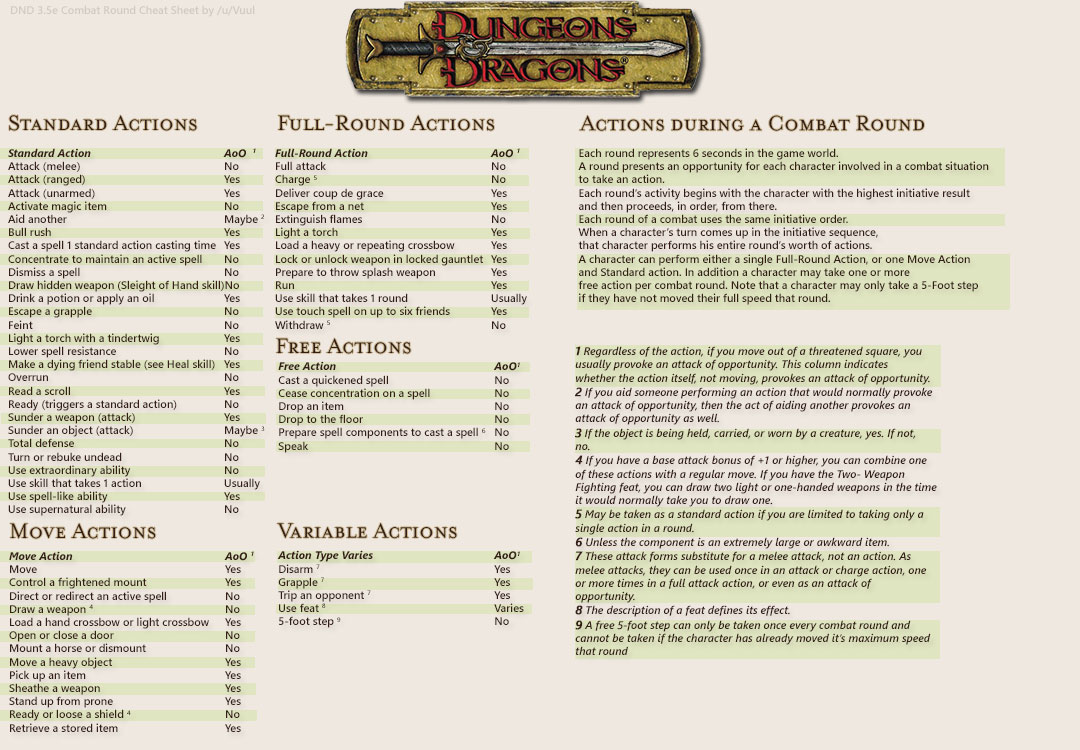 DND 3.5e Combat Round Cheat Sheet by /u/Vuul
DUNGEONS & DRAGONS®
STANDARD ACTIONS
Standard Action AoO 1
Attack (melee) No
Attack (ranged) Yes
Attack (unarmed) Yes
Activate magic item No
Aid another Maybe 2
Bull rush Yes
Cast a spell 1 standard action casting time Yes
Concentrate to maintain an active spell No
Dismiss a spell No
Draw hidden weapon (Sleight of Hand skill) No
Drink a potion or apply an oil Yes
Escape a grapple No
Feint No
Light a torch with a tindertwig Yes
Lower spell resistance No
Make a dying friend stable (see Heal skill) Yes
Overrun No
Read a scroll Yes
Ready (triggers a standard action) No
Sunder a weapon (attack) Yes
Sunder an object (attack) Maybe 3
Total defense No
Turn or rebuke undead No
Use extraordinary ability No
Use skill that takes 1 action Usually
Use spell-like ability Yes
Use supernatural ability No
MOVE ACTIONS
Move Action AoO 1
Move Yes
Control a frightened mount Yes
Direct or redirect an active spell No
Draw a weapon 4 No
Load a hand crossbow or light crossbow Yes
Open or close a door No
Mount a horse or dismount No
Move a heavy object Yes
Pick up an item Yes
Sheathe a weapon Yes
Stand up from prone Yes
Ready or loose a shield 4 No
Retrieve a stored item Yes
FULL-ROUND ACTIONS
Full-Round Action AoO 1
Full attack No
Charge 5 No
Deliver coup de grace Yes
Escape from a net Yes
Extinguish flames No
Light a torch Yes
Load a heavy or repeating crossbow Yes
Lock or unlock weapon in locked gauntlet Yes
Prepare to throw splash weapon Yes
Run Yes
Use skill that takes 1 round Usually
Use touch spell on up to six friends Yes
Withdraw 5 No
FREE ACTIONS
Free Action AoO1
Cast a quickened spell No
Cease concentration on a spell No
Drop an item No
Drop to the floor No
Prepare spell components to cast a spell 6 No
Speak No
VARIABLE ACTIONS
Action Type Varies AoO1
Disarm 7 Yes
Grapple 7 Yes
Trip an opponent 7 Yes
Use feat 8 Varies
5-foot step 9 No
ACTIONS DURING A COMBAT ROUND
Each round represents 6 seconds in the game world.
A round presents an opportunity for each character involved in a combat situation
to take an action.
Each round's activity begins with the character with the highest initiative result
and then proceeds, in order, from there.
Each round of a combat uses the same initiative order.
When a character's turn comes up in the initiative sequence,
that character performs his entire round's worth of actions.
A character can perform either a single Full-Round Action, or one Move Action
and Standard action. In addition a character may take one or more
free action per combat round. Note that a character may only take a 5-Foot step
if they have not moved their full speed that round.
1 Regardless of the action, if you move out of a threatened square, you
usually provoke an attack of opportunity. This column indicates
whether the action itself, not moving, provokes an attack of opportunity.
2 If you aid someone performing an action that would normally provoke
an attack of opportunity, then the act of aiding another provokes an
attack of opportunity as well.
3 If the object is being held, carried, or worn by a creature, yes. If not,
no.
4 If you have a base attack bonus of +1 or higher, you can combine one
of these actions with a regular move. If you have the Two- Weapon
Fighting feat, you can draw two light or one-handed weapons in the time
it would normally take you to draw one.
5 May be taken as a standard action if you are limited to taking only a
single action in a round.
6 Unless the component is an extremely large or awkward item.
7 These attack forms substitute for a melee attack, not an action. As
melee attacks, they can be used once in an attack or charge action, one
or more times in a full attack action, or even as an attack of
opportunity.
8 The description of a feat defines its effect.
9 A free 5-foot step can only be taken once every combat round and
cannot be taken if the character has already moved it's maximum speed
that round